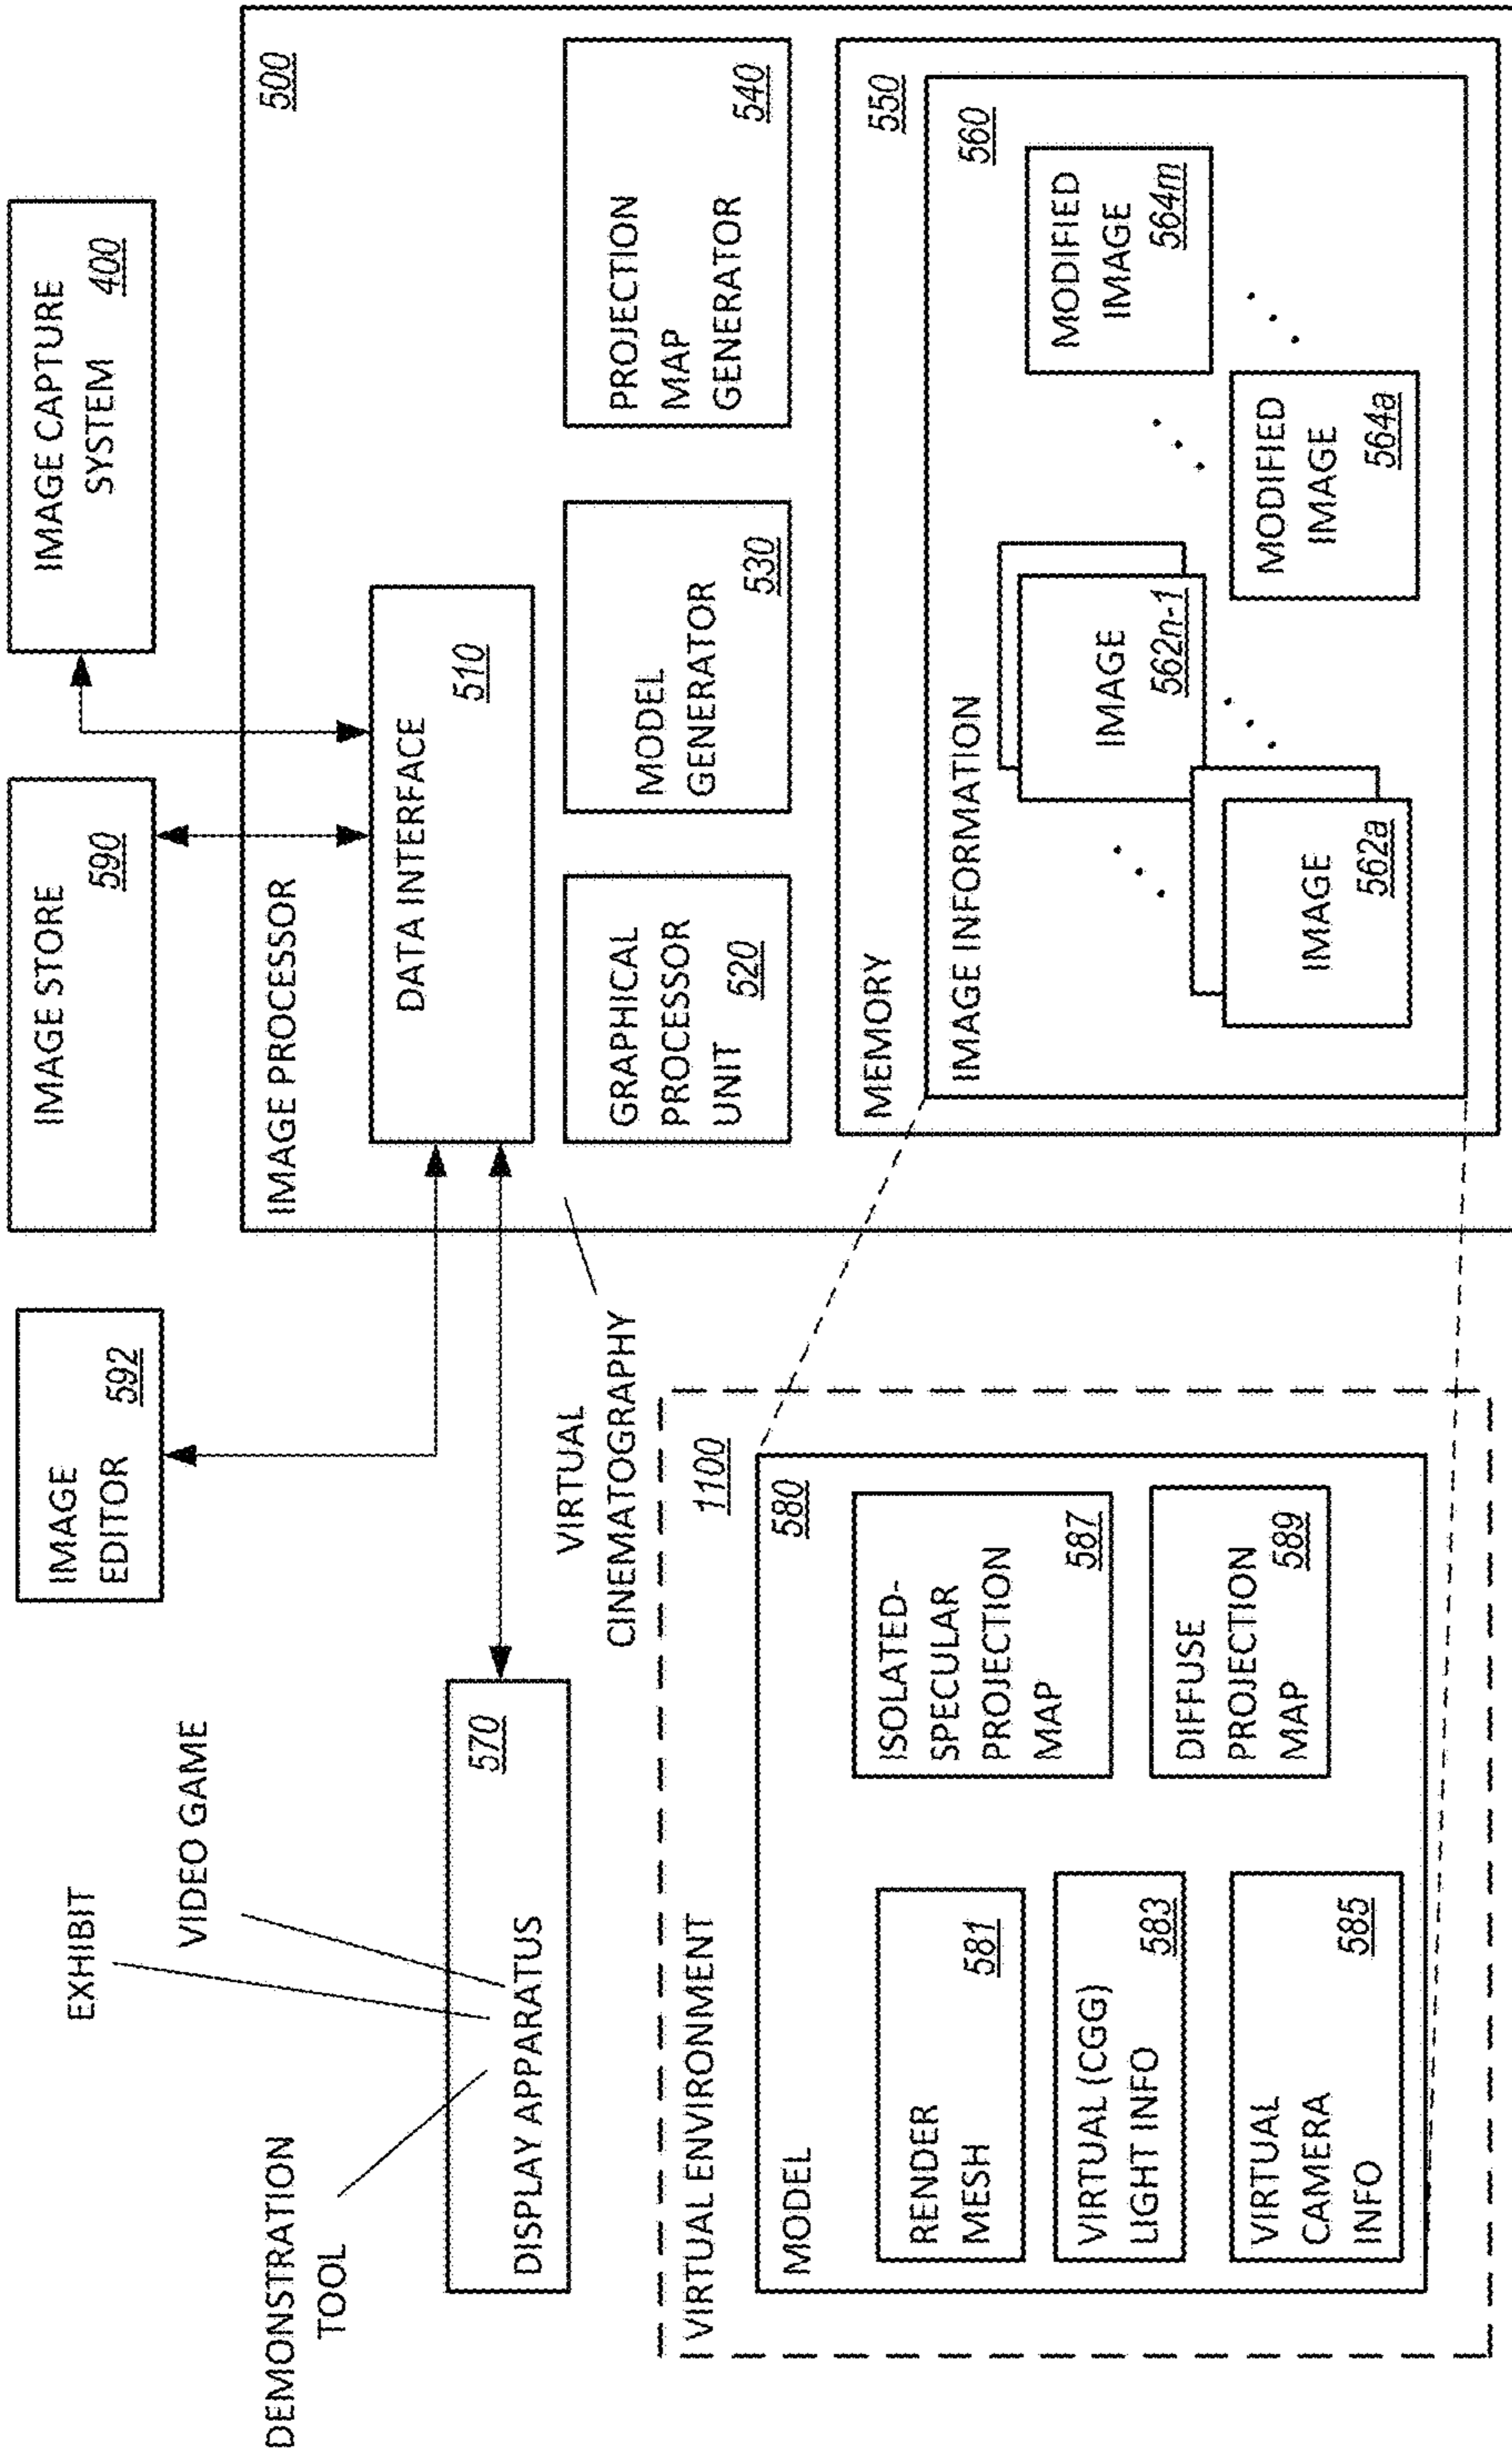 DEMONSTRATION
TOOL
EXHIBIT
VIDEO GAME
DISPLAY APPARATUS
570
IMAGE
EDITOR
592
VIRTUAL
CINEMATOGRAPHY
IMAGE STORE
590
IMAGE CAPTURE
SYSTEM
400
IMAGE PROCESSOR
500
DATA INTERFACE
510
GRAPHICAL
PROCESSOR
UNIT
520
MODEL
GENERATOR
530
PROJECTION
MAP
GENERATOR
540
MEMORY
550
IMAGE INFORMATION
560
IMAGE
562a
IMAGE
562n-1
MODIFIED
IMAGE
564a
MODIFIED
IMAGE
564m
VIRTUAL ENVIRONMENT
1100
MODEL
580
RENDER
MESH
581
VIRTUAL (CGG)
LIGHT INFO
583
VIRTUAL
CAMERA
INFO
585
ISOLATED-
SPECULAR
PROJECTION
MAP
587
DIFFUSE
PROJECTION
MAP
589